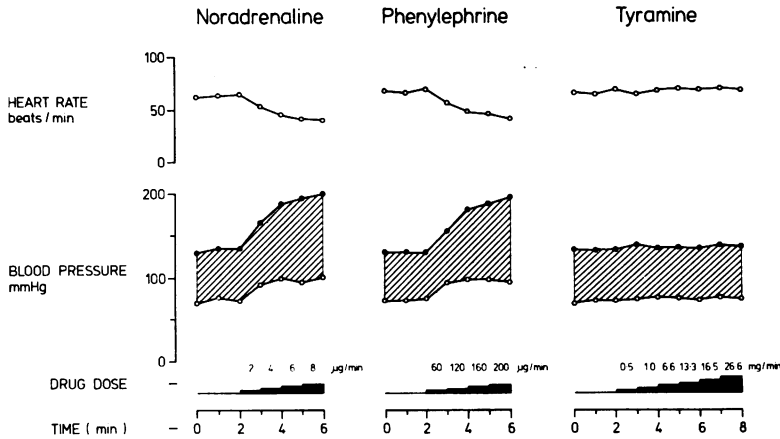 Noradrenaline Phenylephrine Tyramine
100
HEART RATE
beats/min
50
0
200
BLOOD PRESSURE
mmHg
100
0
2 4 6 8 µg/min 60 120 160 200 µg/min 0·5 1·0 6·6 13·3 16·5 26·6 mg/min
DRUG DOSE
TIME ( min ) 0 2 4 6 0 2 4 6 0 2 4 6 8